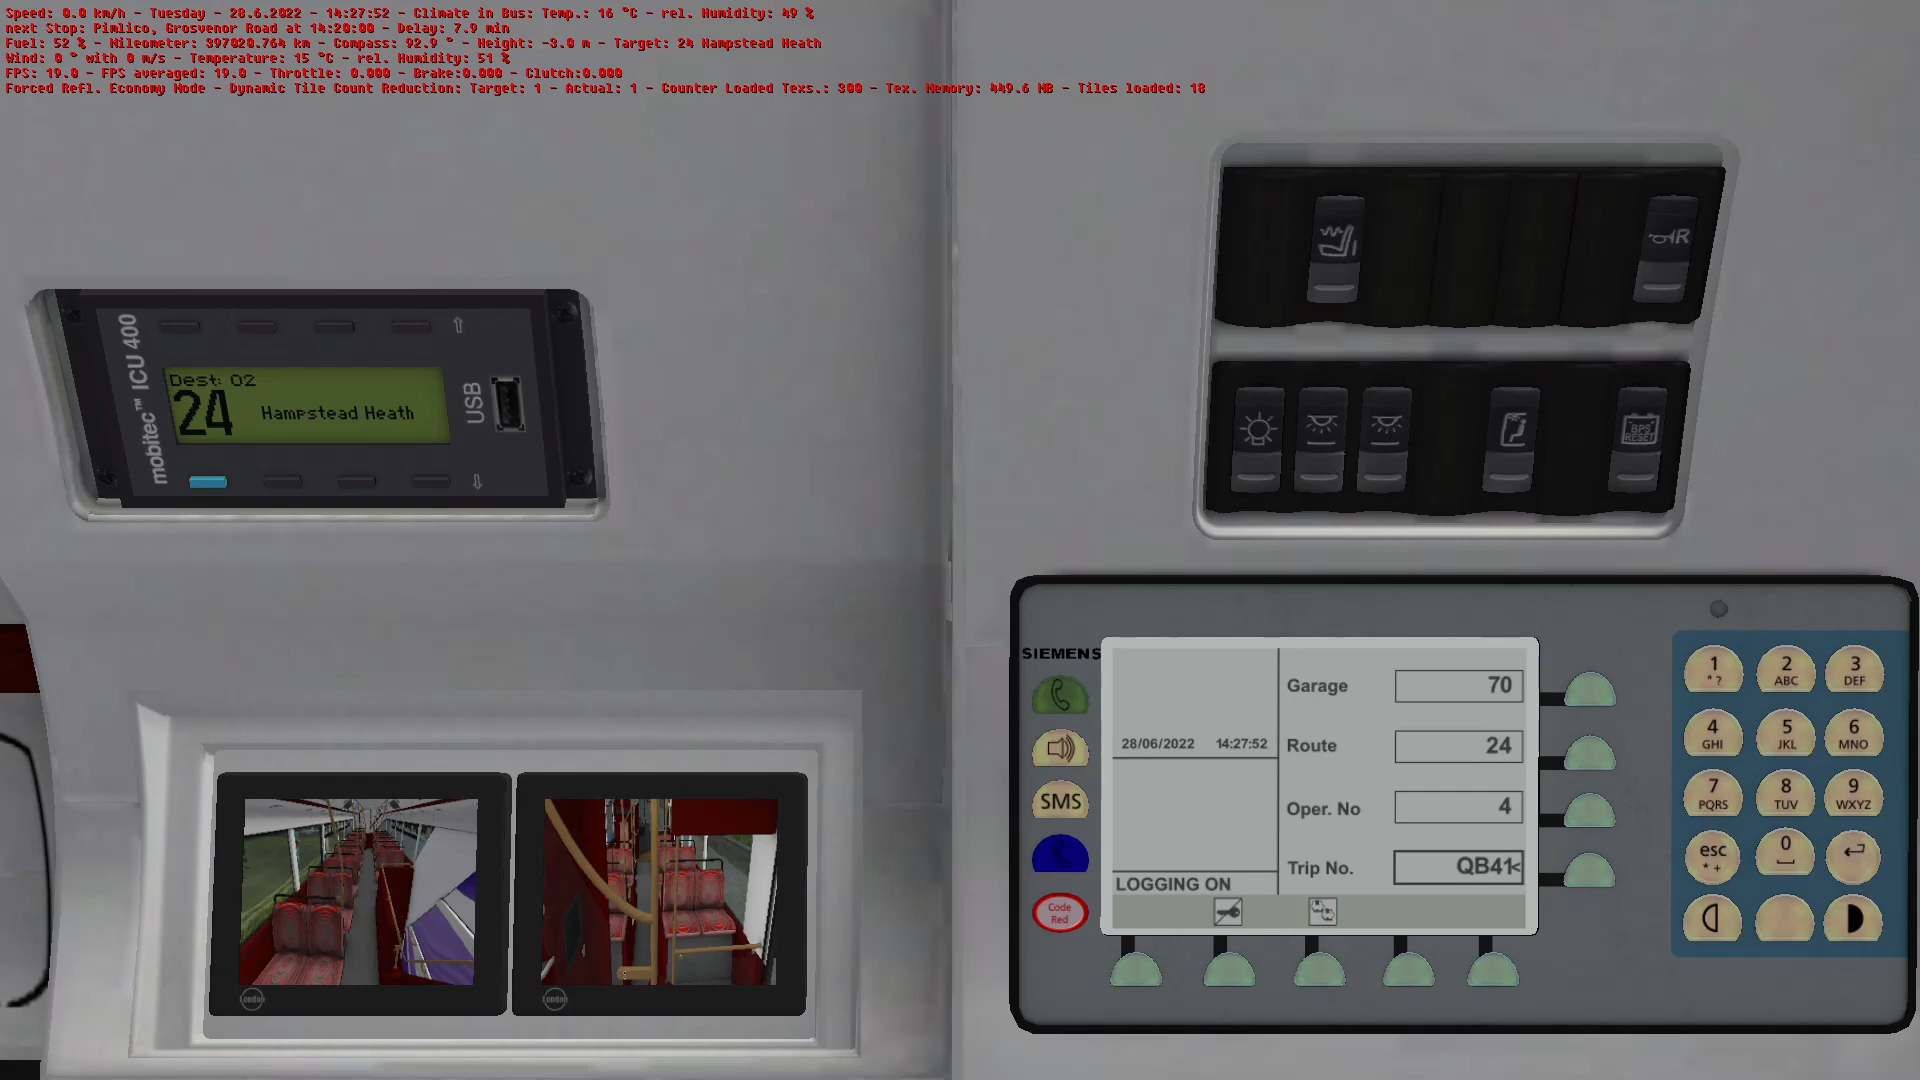 Speed: 0.0 km/h - Tuesday - 28.6.2022 - 14:27:52 - Climate in Bus: Temp.: 16 °C - rel. Humidity: 49 %
next Stop: Pimlico, Grosvenor Road at 14:20:00 - Delay: 7.9 min
Fuel: 52 % - Mileometer: 397020.764 km - Compass: 92.9 ° - Height: -3.0 m - Target: 24 Hampstead Heath
Wind: 0 ° with 0 m/s - Temperature: 15 °C - rel. Humidity: 51 %
FPS: 19.0 - FPS averaged: 19.0 - Throttle: 0.000 - Brake:0.000 - Clutch:0.000
Forced Refl. Economy Mode - Dynamic Tile Count Reduction: Target: 1 - Actual: 1 - Counter Loaded Texs.: 300 - Tex. Memory: 449.6 MB - Tiles loaded: 18
R
mobitec™ ICU 400
Dest: 02
24 Hampstead Heath
USB
BPS
RESET
SIEMENS
Garage 70
28/06/2022 14:27:52
Route 24
Oper. No 4
Trip No. QB41<
LOGGING ON
SMS
Code
Red
1 * ?
2 ABC
3 DEF
4 GHI
5 JKL
6 MNO
7 PQRS
8 TUV
9 WXYZ
esc * +
0
London
London